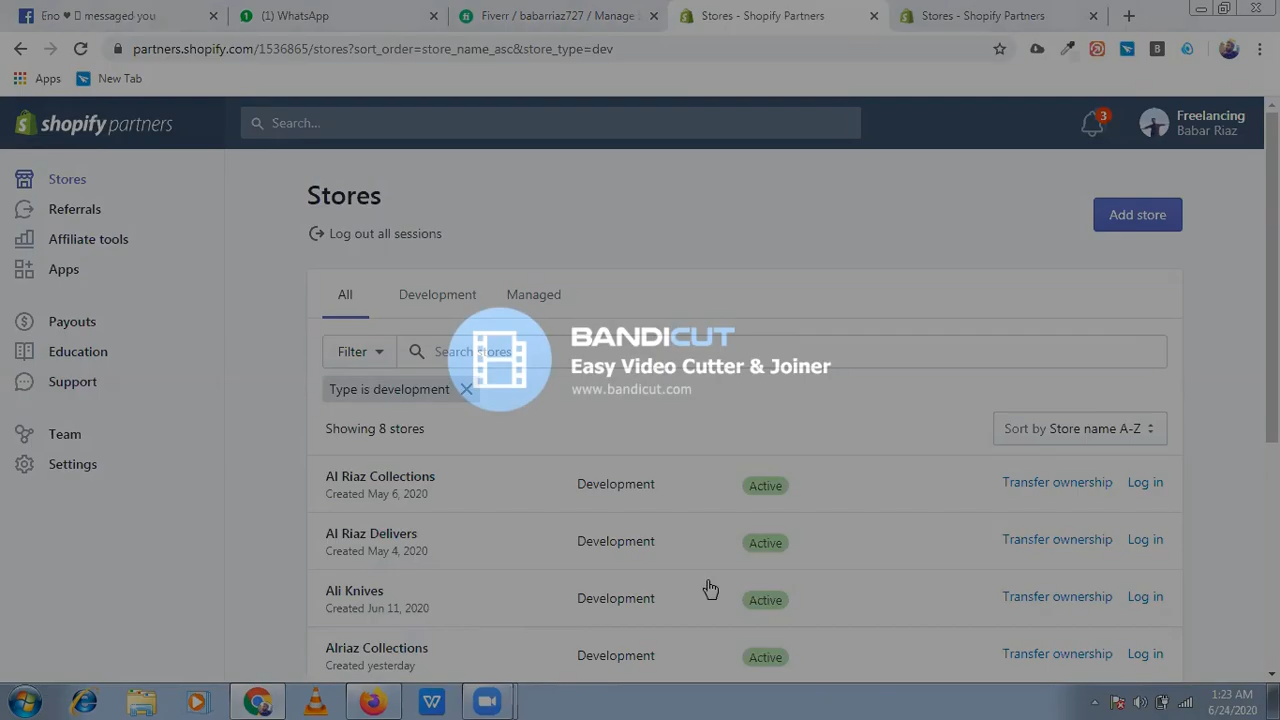 Eno ❤ messaged you
(1) WhatsApp
Fiverr / babarriaz727 / Manage
Stores - Shopify Partners
Stores - Shopify Partners
partners.shopify.com/1536865/stores?sort_order=store_name_asc&store_type=dev
Apps
New Tab
shopify partners
Search...
3
Freelancing
Babar Riaz
Stores
Referrals
Affiliate tools
Apps
Payouts
Education
Support
Team
Settings
Stores
Log out all sessions
Add store
All
Development
Managed
Filter
Search stores
BANDICUT
Easy Video Cutter & Joiner
www.bandicut.com
Type is development
Showing 8 stores
Sort by Store name A-Z
Al Riaz Collections
Created May 6, 2020
Development
Active
Transfer ownership
Log in
Al Riaz Delivers
Created May 4, 2020
Development
Active
Transfer ownership
Log in
Ali Knives
Created Jun 11, 2020
Development
Active
Transfer ownership
Log in
Alriaz Collections
Created yesterday
Development
Active
Transfer ownership
Log in
1:23 AM
6/24/2020